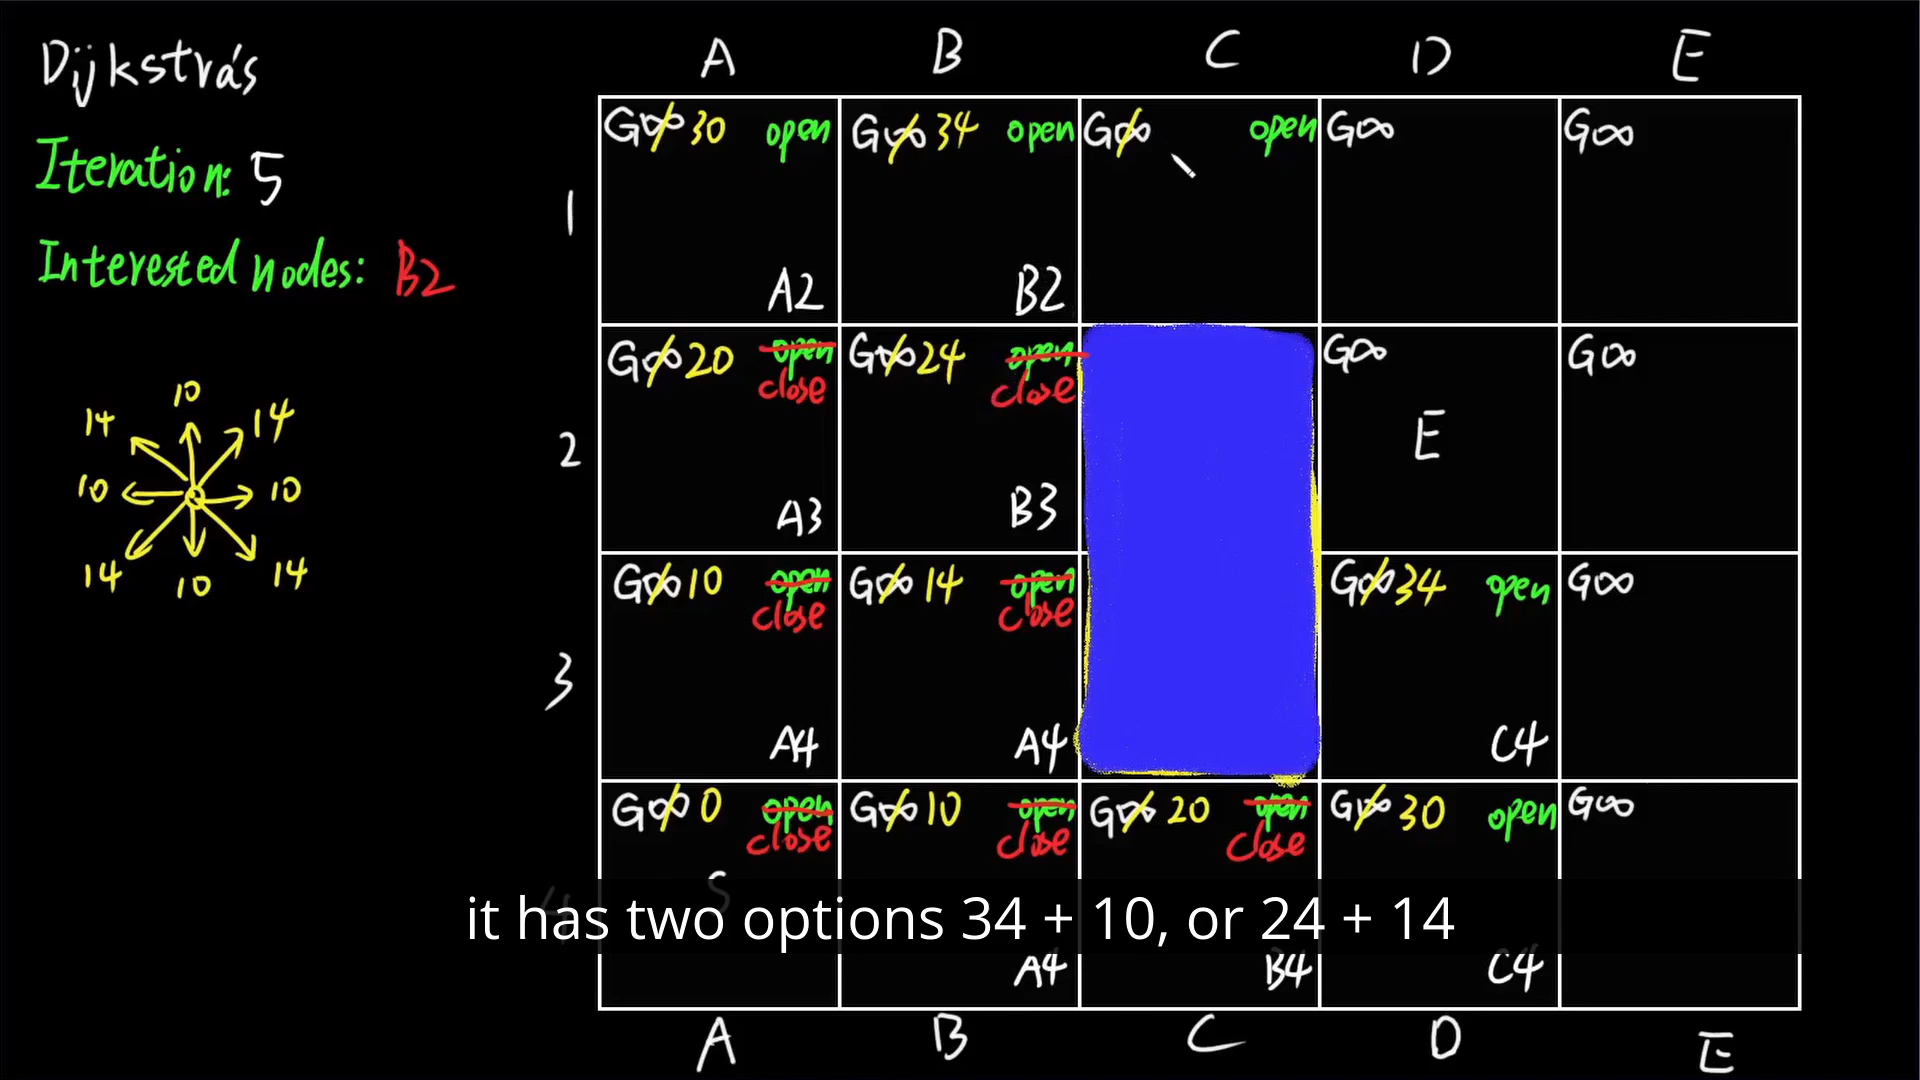 Dijkstra's
Iteration: 5
Interested nodes: B2
10
14 14
10 10
14 14
10
A B C D E
1
G∞ 30 open G∞ 34 open G∞ open G∞ G∞
A2 B2
2
G∞ 20 open G∞ 24 open G∞ G∞
close close
E
A3 B3
3
G∞ 10 open G∞ 14 open G∞ 34 open G∞
close close
A4 A4 C4
4
G∞ 0 open G∞ 10 open G∞ 20 open G∞ 30 open G∞
close close close
S
it has two options 34 + 10, or 24 + 14
A4 B4 C4
A B C D E